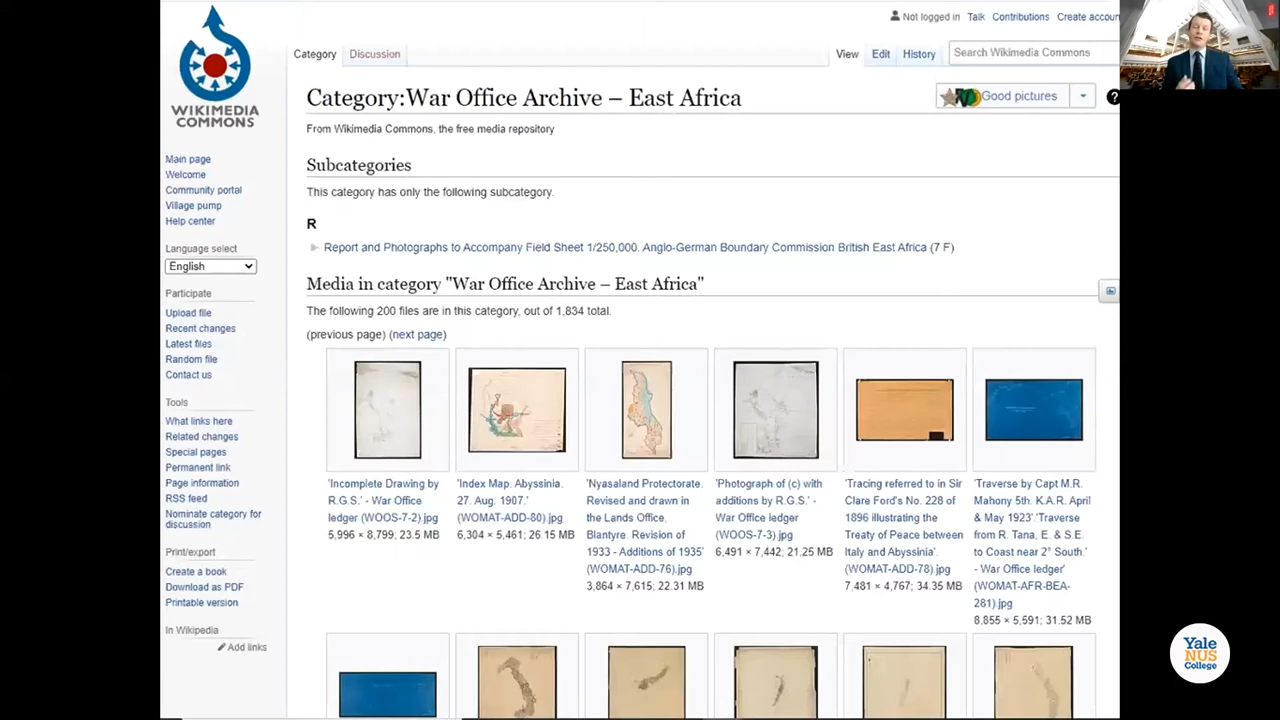 Not logged in Talk Contributions Create accoun
Category Discussion View Edit History Search Wikimedia Commons
WIKIMEDIA
COMMONS
Category:War Office Archive – East Africa
Good pictures
?
From Wikimedia Commons, the free media repository
Subcategories
This category has only the following subcategory.
R
Report and Photographs to Accompany Field Sheet 1/250,000. Anglo-German Boundary Commission British East Africa (7 F)
Media in category "War Office Archive – East Africa"
The following 200 files are in this category, out of 1,834 total.
(previous page) (next page)
'Incomplete Drawing by
R.G.S.' - War Office
ledger (WOOS-7-2).jpg
5,996 × 8,799; 23.5 MB
'Index Map. Abyssinia.
27. Aug. 1907.'
(WOMAT-ADD-80).jpg
6,304 × 5,461; 26.15 MB
'Nyasaland Protectorate.
Revised and drawn in
the Lands Office,
Blantyre. Revision of
1933 - Additions of 1935'
(WOMAT-ADD-76).jpg
3,864 × 7,615; 22.31 MB
'Photograph of (c) with
additions by R.G.S.' -
War Office ledger
(WOOS-7-3).jpg
6,491 × 7,442; 21.25 MB
'Tracing referred to in Sir
Clare Ford's No. 228 of
1896 illustrating the
Treaty of Peace between
Italy and Abyssinia'.
(WOMAT-ADD-78).jpg
7,481 × 4,767; 34.35 MB
'Traverse by Capt M.R.
Mahony 5th. K.A.R. April
& May 1923'.'Traverse
from R. Tana, E. & S.E.
to Coast near 2° South.'
- War Office ledger'
(WOMAT-AFR-BEA-
281).jpg
8,855 × 5,591; 31.52 MB
Main page
Welcome
Community portal
Village pump
Help center
Language select
English
Participate
Upload file
Recent changes
Latest files
Random file
Contact us
Tools
What links here
Related changes
Special pages
Permanent link
Page information
RSS feed
Nominate category for
discussion
Print/export
Create a book
Download as PDF
Printable version
In Wikipedia
Add links
Yale
NUS
College